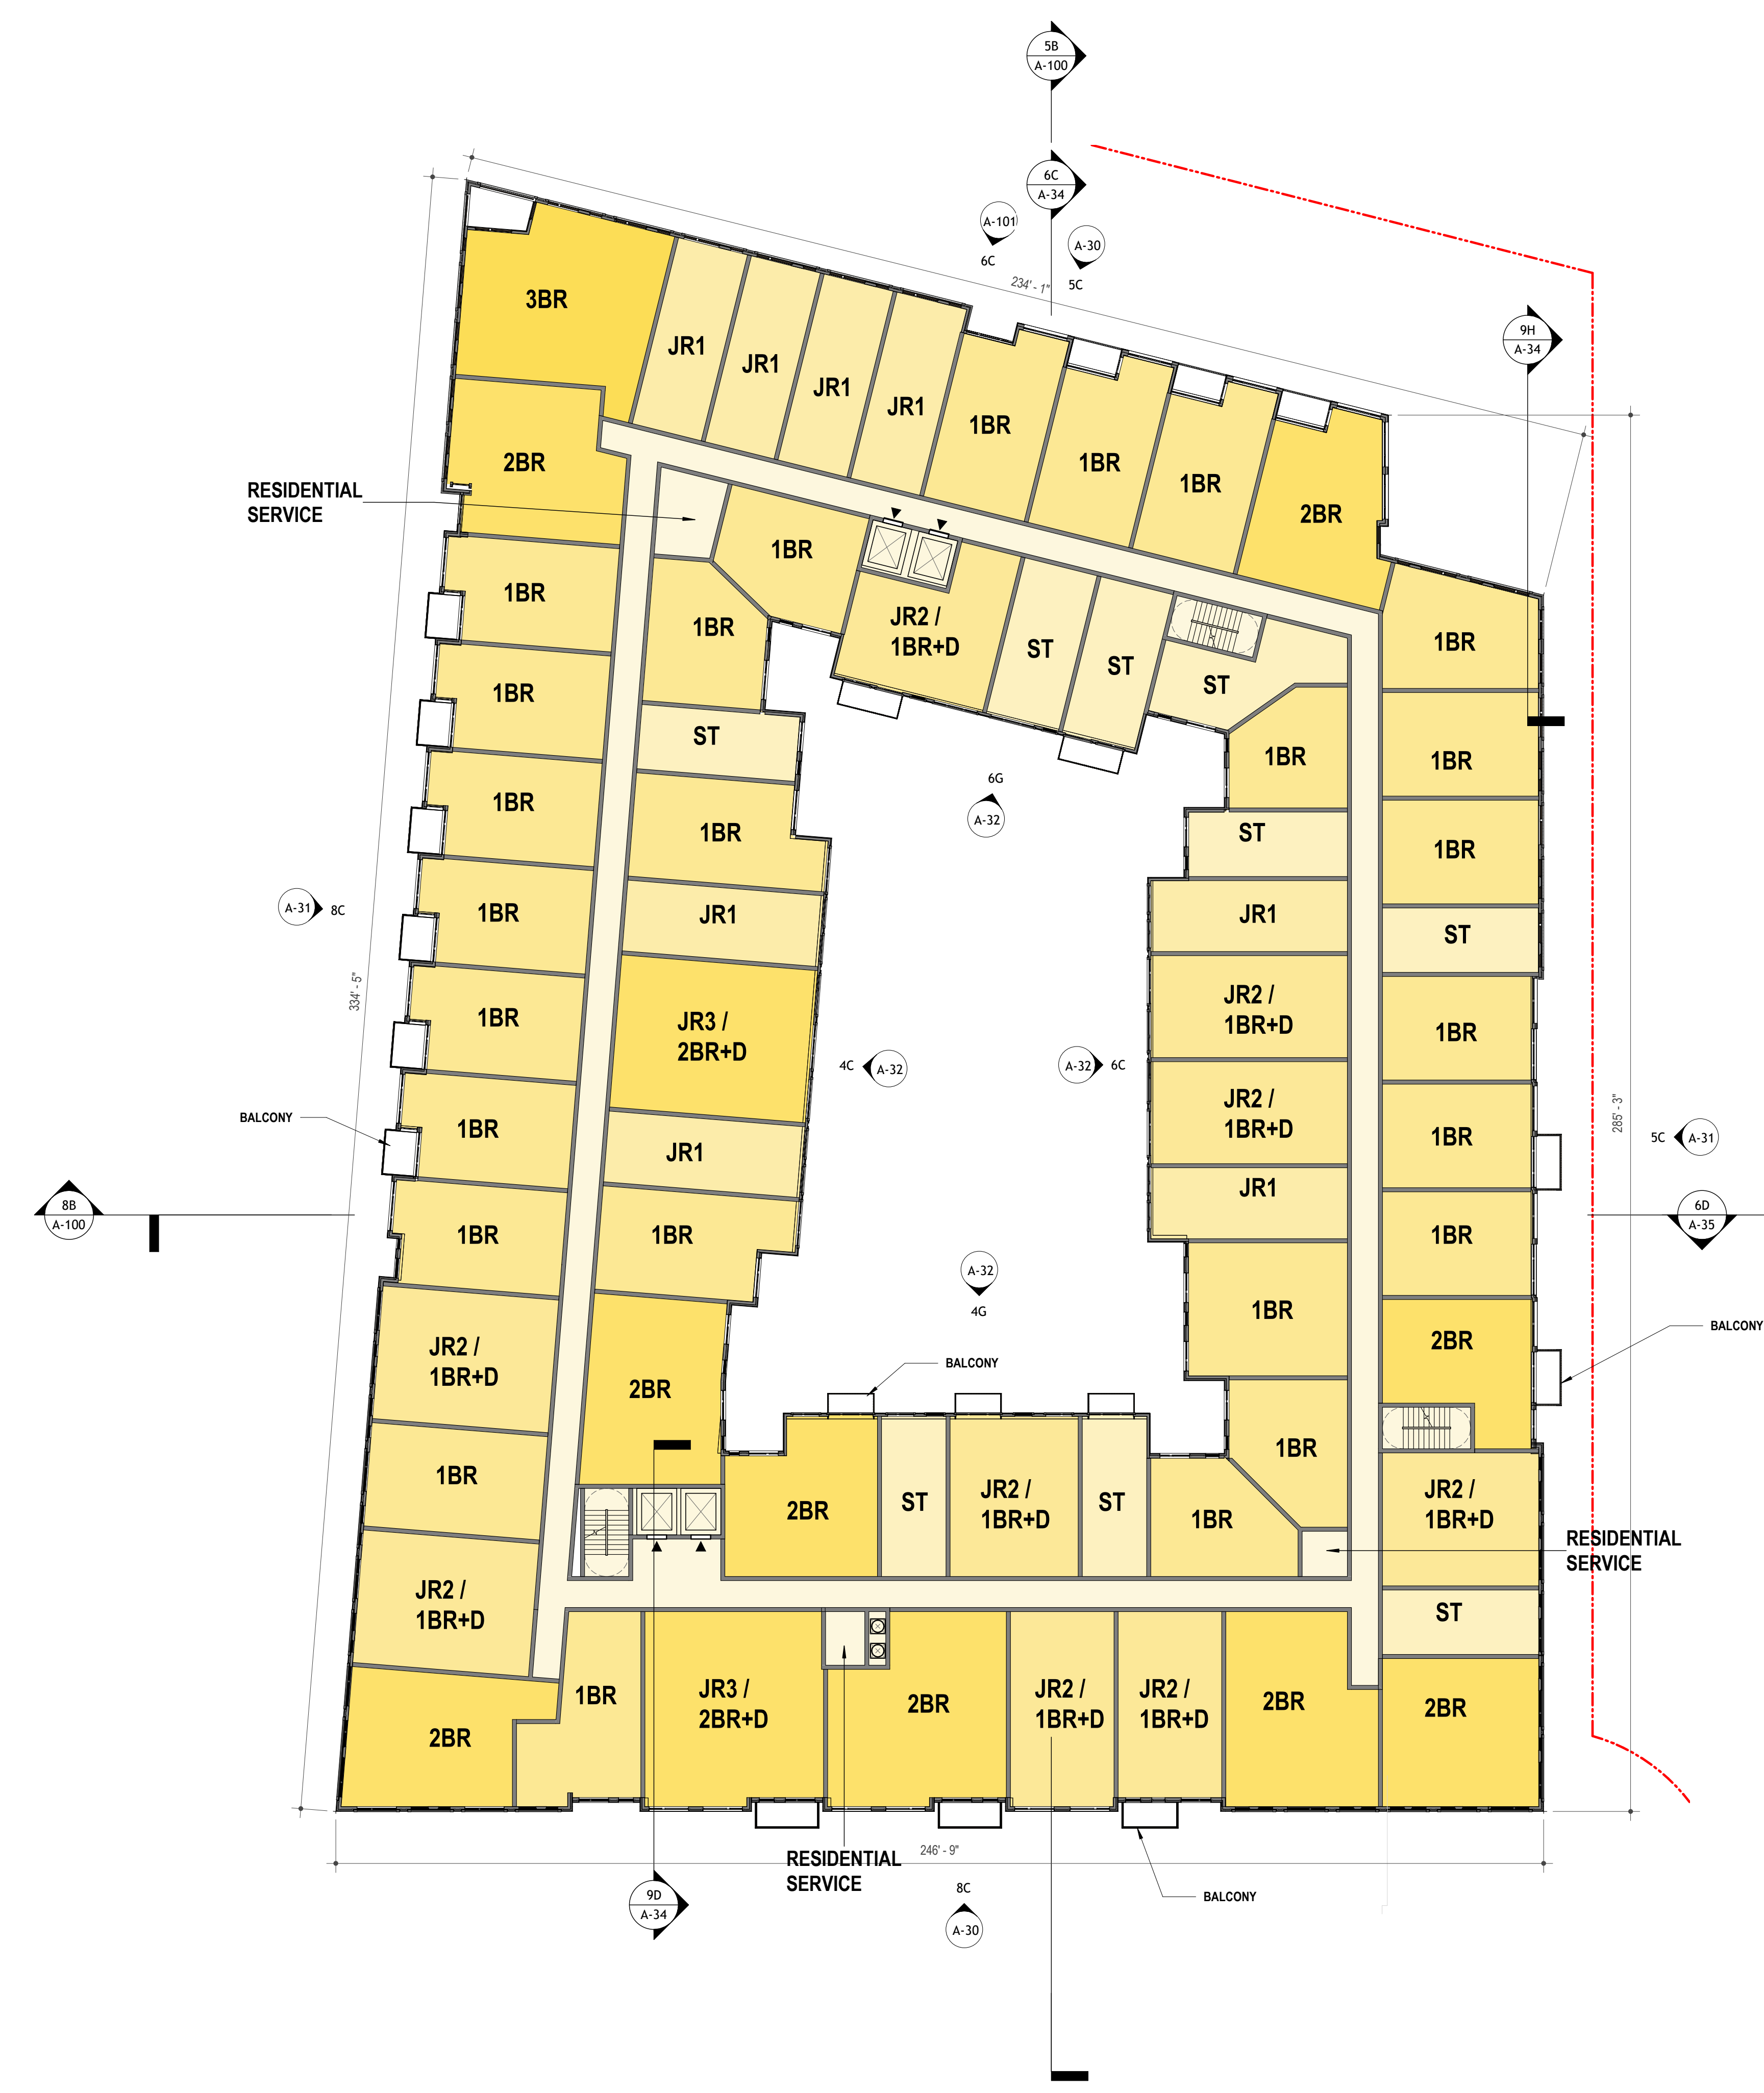 5B
A-100
6C
A-34
A-101
6C
A-30
5C
234' - 1"
9H
A-34
3BR
JR1
JR1
JR1
JR1
1BR
1BR
1BR
2BR
2BR
RESIDENTIAL
SERVICE
1BR
1BR
1BR
JR2 /
1BR+D
ST
ST
ST
1BR
1BR
1BR
ST
1BR
1BR
6G
A-32
1BR
1BR
ST
1BR
A-31
8C
1BR
JR1
JR1
ST
334' - 5"
1BR
JR3 /
2BR+D
4C
A-32
A-32
6C
JR2 /
1BR+D
1BR
285' - 3"
BALCONY
1BR
JR1
JR2 /
1BR+D
1BR
5C
A-31
8B
A-100
1BR
1BR
JR1
1BR
6D
A-35
A-32
4G
1BR
2BR
BALCONY
JR2 /
1BR+D
2BR
BALCONY
1BR
1BR
2BR
ST
JR2 /
1BR+D
ST
1BR
JR2 /
1BR+D
RESIDENTIAL
SERVICE
JR2 /
1BR+D
ST
2BR
1BR
JR3 /
2BR+D
2BR
JR2 /
1BR+D
JR2 /
1BR+D
2BR
2BR
246' - 9"
RESIDENTIAL
SERVICE
9D
A-34
8C
A-30
BALCONY